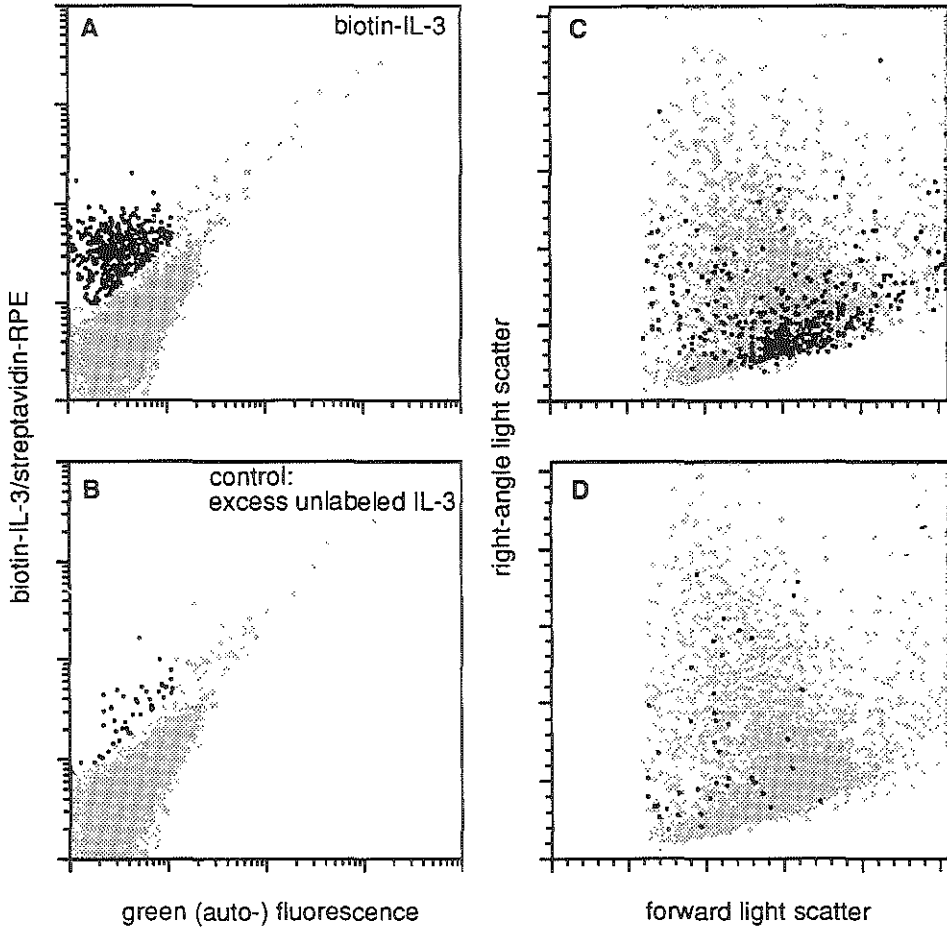 A
biotin-IL-3
C
B
control:
excess unlabeled IL-3
D
biotin-IL-3/streptavidin-RPE
right-angle light scatter
green (auto-) fluorescence
forward light scatter